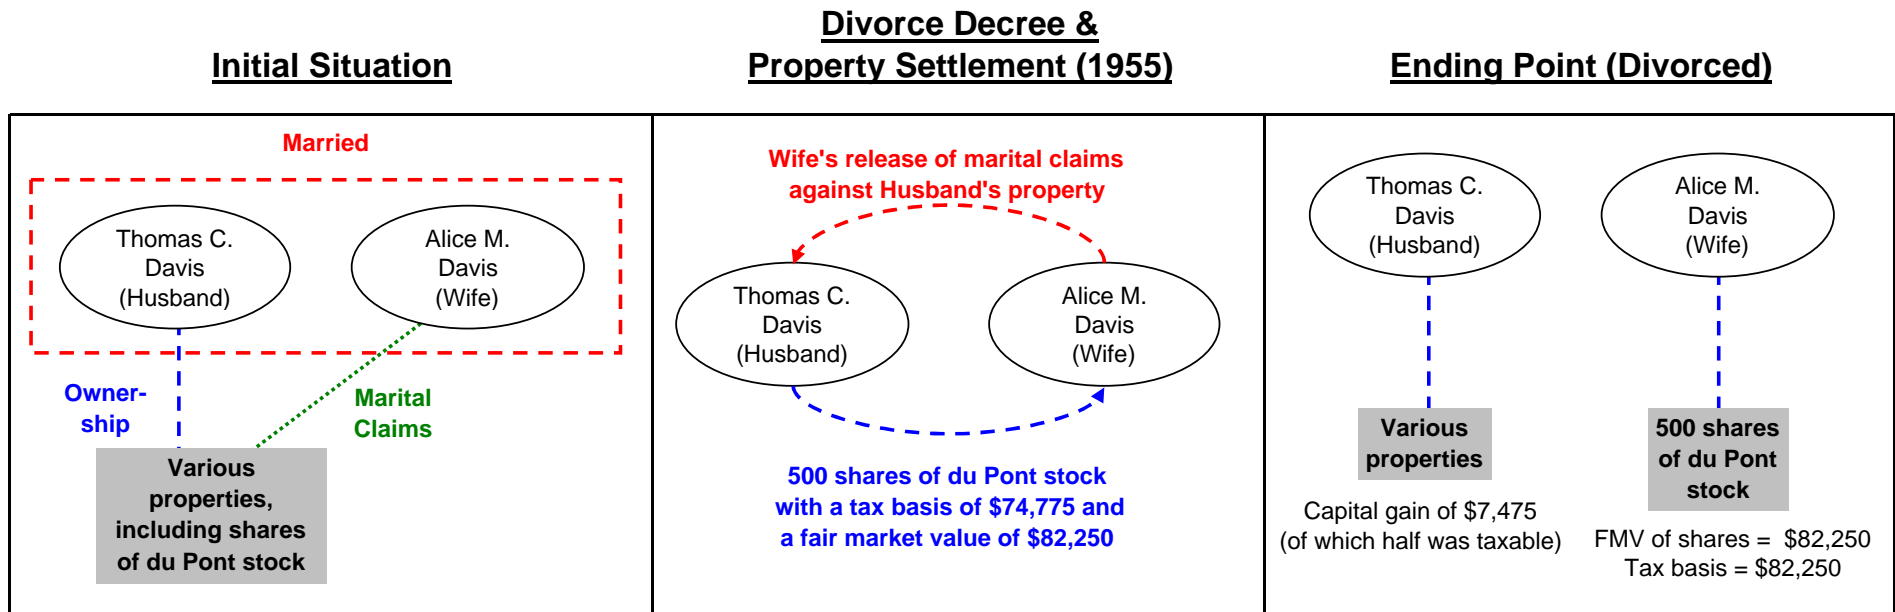 Initial Situation
Divorce Decree &
Property Settlement (1955)
Ending Point (Divorced)
Married
Thomas C.
Davis
(Husband)
Alice M.
Davis
(Wife)
Owner-
ship
Marital
Claims
Various
properties,
including shares
of du Pont stock
Wife's release of marital claims
against Husband's property
Thomas C.
Davis
(Husband)
Alice M.
Davis
(Wife)
500 shares of du Pont stock
with a tax basis of $74,775 and
a fair market value of $82,250
Thomas C.
Davis
(Husband)
Alice M.
Davis
(Wife)
Various
properties
500 shares
of du Pont
stock
Capital gain of $7,475
(of which half was taxable)
FMV of shares = $82,250
Tax basis = $82,250